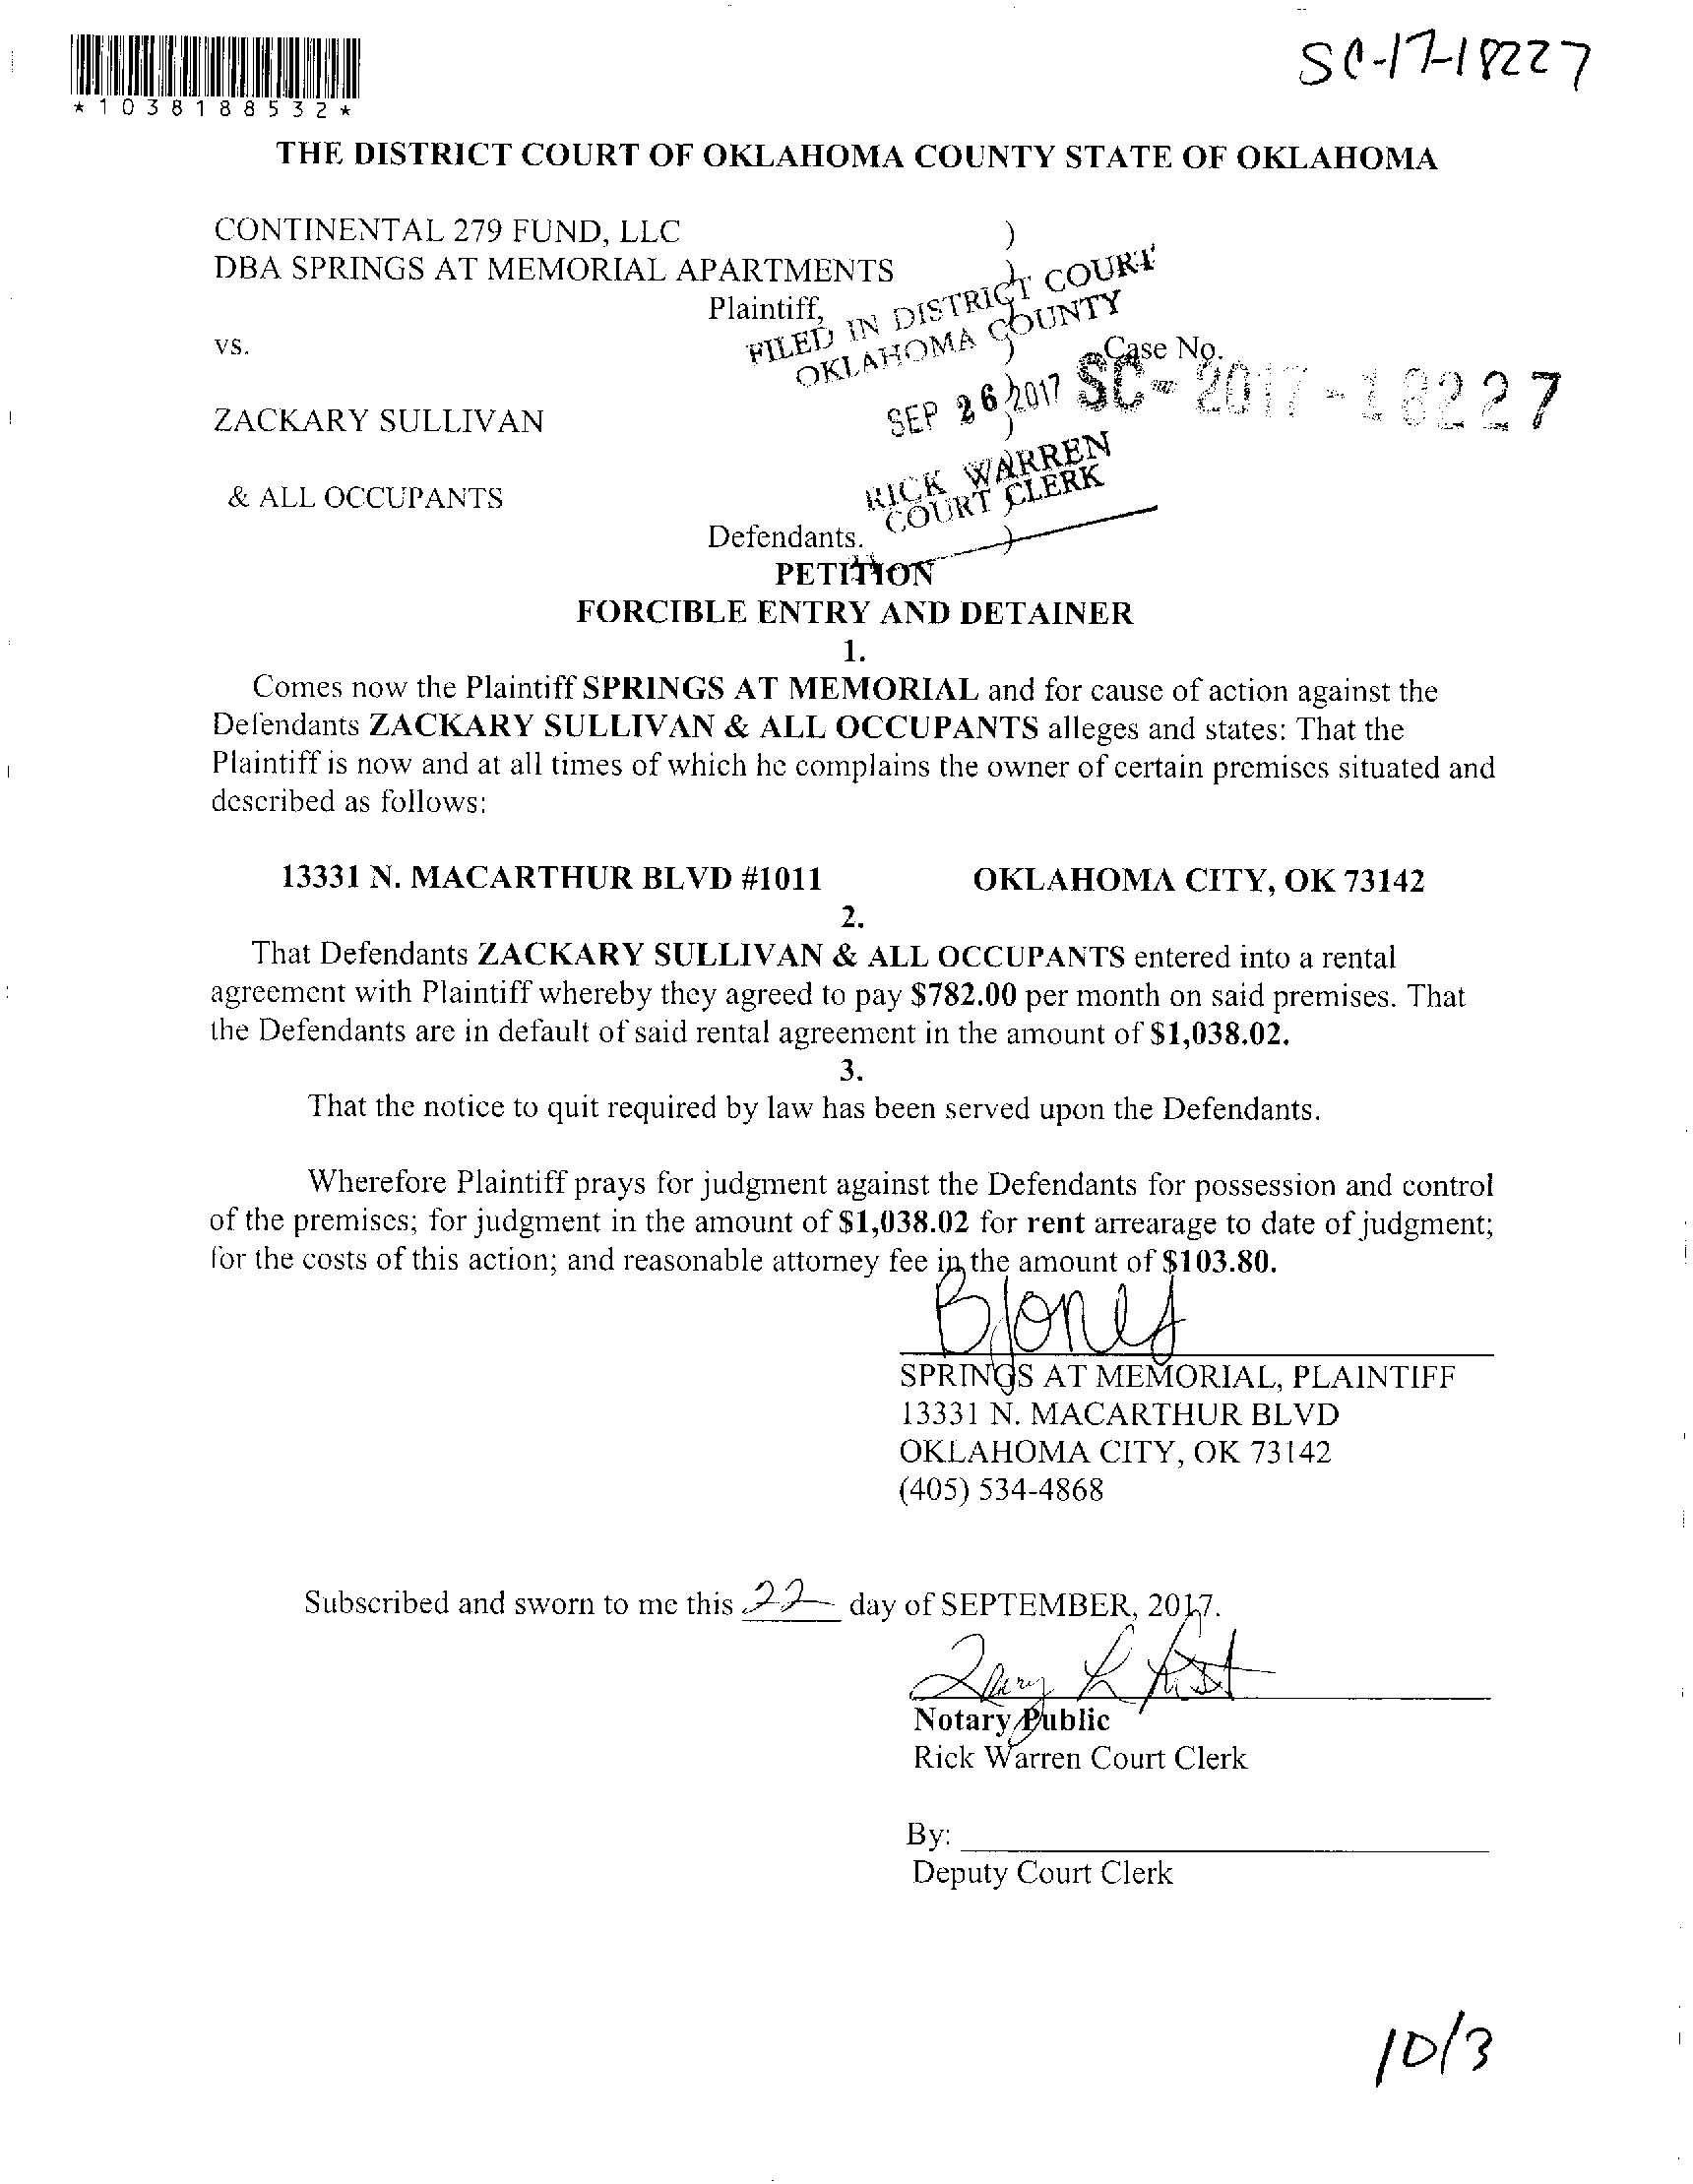 SC-17-18227
*1038188532*
THE DISTRICT COURT OF OKLAHOMA COUNTY STATE OF OKLAHOMA
CONTINENTAL 279 FUND, LLC )
DBA SPRINGS AT MEMORIAL APARTMENTS )
Plaintiff,
FILED IN DISTRICT COURT
OKLAHOMA COUNTY
vs. ) Case No.
SEP 26 2017 SC-2017-18227
ZACKARY SULLIVAN )
RICK WARREN
COURT CLERK
& ALL OCCUPANTS )
Defendants. )
PETITION
FORCIBLE ENTRY AND DETAINER
1.
Comes now the Plaintiff SPRINGS AT MEMORIAL and for cause of action against the
Defendants ZACKARY SULLIVAN & ALL OCCUPANTS alleges and states: That the
Plaintiff is now and at all times of which he complains the owner of certain premises situated and
described as follows:
13331 N. MACARTHUR BLVD #1011 OKLAHOMA CITY, OK 73142
2.
That Defendants ZACKARY SULLIVAN & ALL OCCUPANTS entered into a rental
agreement with Plaintiff whereby they agreed to pay $782.00 per month on said premises. That
the Defendants are in default of said rental agreement in the amount of $1,038.02.
3.
That the notice to quit required by law has been served upon the Defendants.
Wherefore Plaintiff prays for judgment against the Defendants for possession and control
of the premises; for judgment in the amount of $1,038.02 for rent arrearage to date of judgment;
for the costs of this action; and reasonable attorney fee in the amount of $103.80.
BJones
SPRINGS AT MEMORIAL, PLAINTIFF
13331 N. MACARTHUR BLVD
OKLAHOMA CITY, OK 73142
(405) 534-4868
Subscribed and sworn to me this 22 day of SEPTEMBER, 2017.
Notary Public
Rick Warren Court Clerk
By:
Deputy Court Clerk
10/3